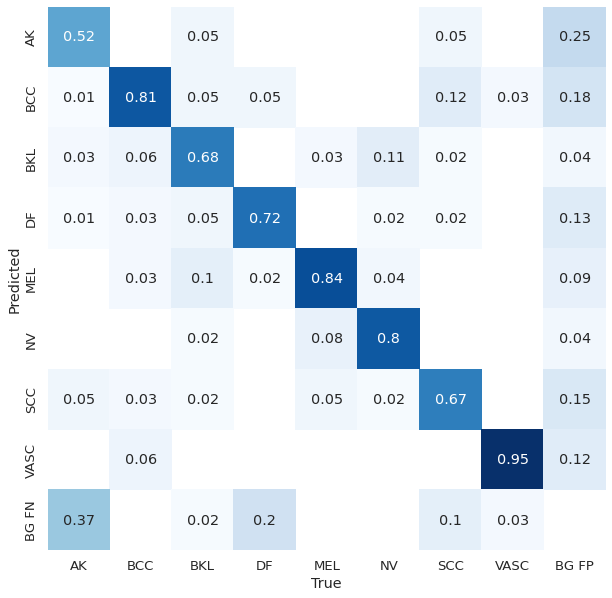 AK 0.52 0.05 0.05 0.25
BCC 0.01 0.81 0.05 0.05 0.12 0.03 0.18
BKL 0.03 0.06 0.68 0.03 0.11 0.02 0.04
DF 0.01 0.03 0.05 0.72 0.02 0.02 0.13
Predicted
MEL 0.03 0.1 0.02 0.84 0.04 0.09
NV 0.02 0.08 0.8 0.04
SCC 0.05 0.03 0.02 0.05 0.02 0.67 0.15
VASC 0.06 0.95 0.12
BG FN 0.37 0.02 0.2 0.1 0.03
AK BCC BKL DF MEL NV SCC VASC BG FP
True